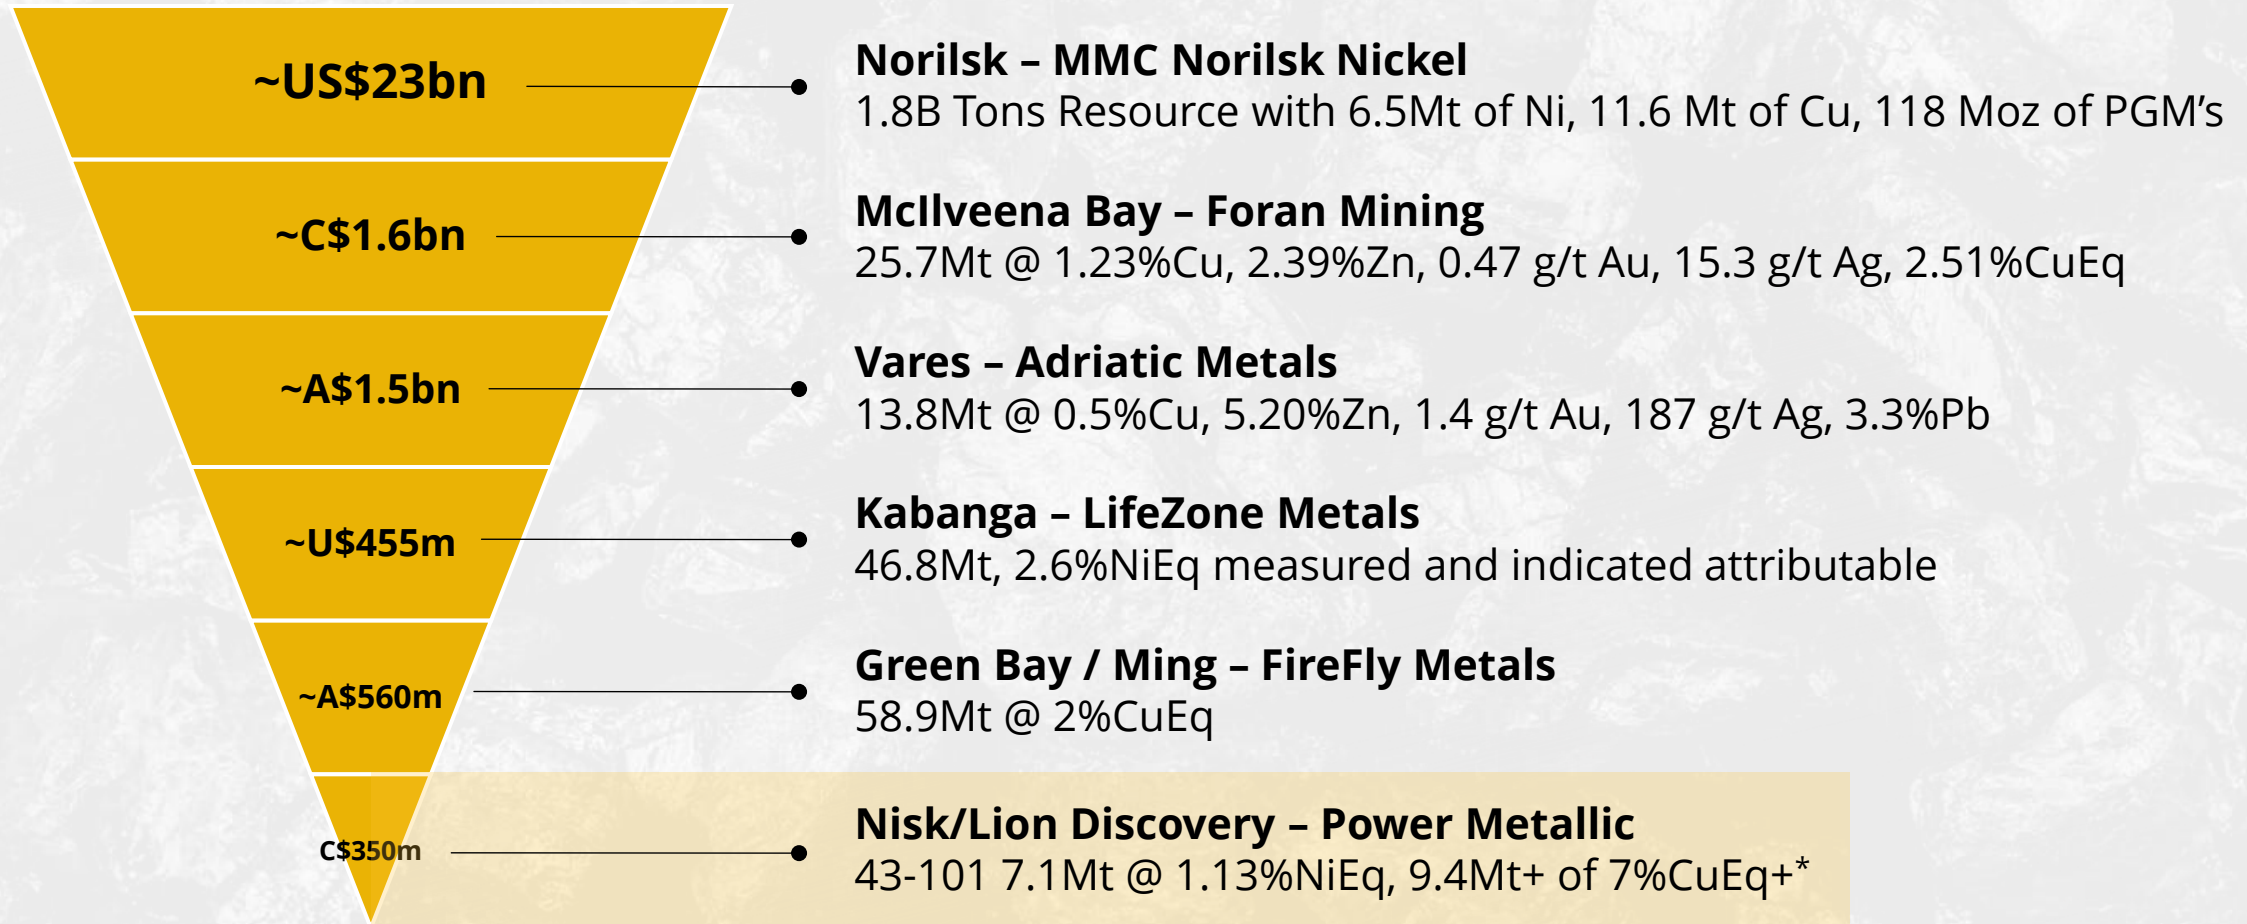 ~US$23bn
Norilsk – MMC Norilsk Nickel
1.8B Tons Resource with 6.5Mt of Ni, 11.6 Mt of Cu, 118 Moz of PGM’s
~C$1.6bn
McIlveena Bay – Foran Mining
25.7Mt @ 1.23%Cu, 2.39%Zn, 0.47 g/t Au, 15.3 g/t Ag, 2.51%CuEq
~A$1.5bn
Vares – Adriatic Metals
13.8Mt @ 0.5%Cu, 5.20%Zn, 1.4 g/t Au, 187 g/t Ag, 3.3%Pb
~U$455m
Kabanga – LifeZone Metals
46.8Mt, 2.6%NiEq measured and indicated attributable
~A$560m
Green Bay / Ming – FireFly Metals
58.9Mt @ 2%CuEq
C$350m
Nisk/Lion Discovery – Power Metallic
43-101 7.1Mt @ 1.13%NiEq, 9.4Mt+ of 7%CuEq+*